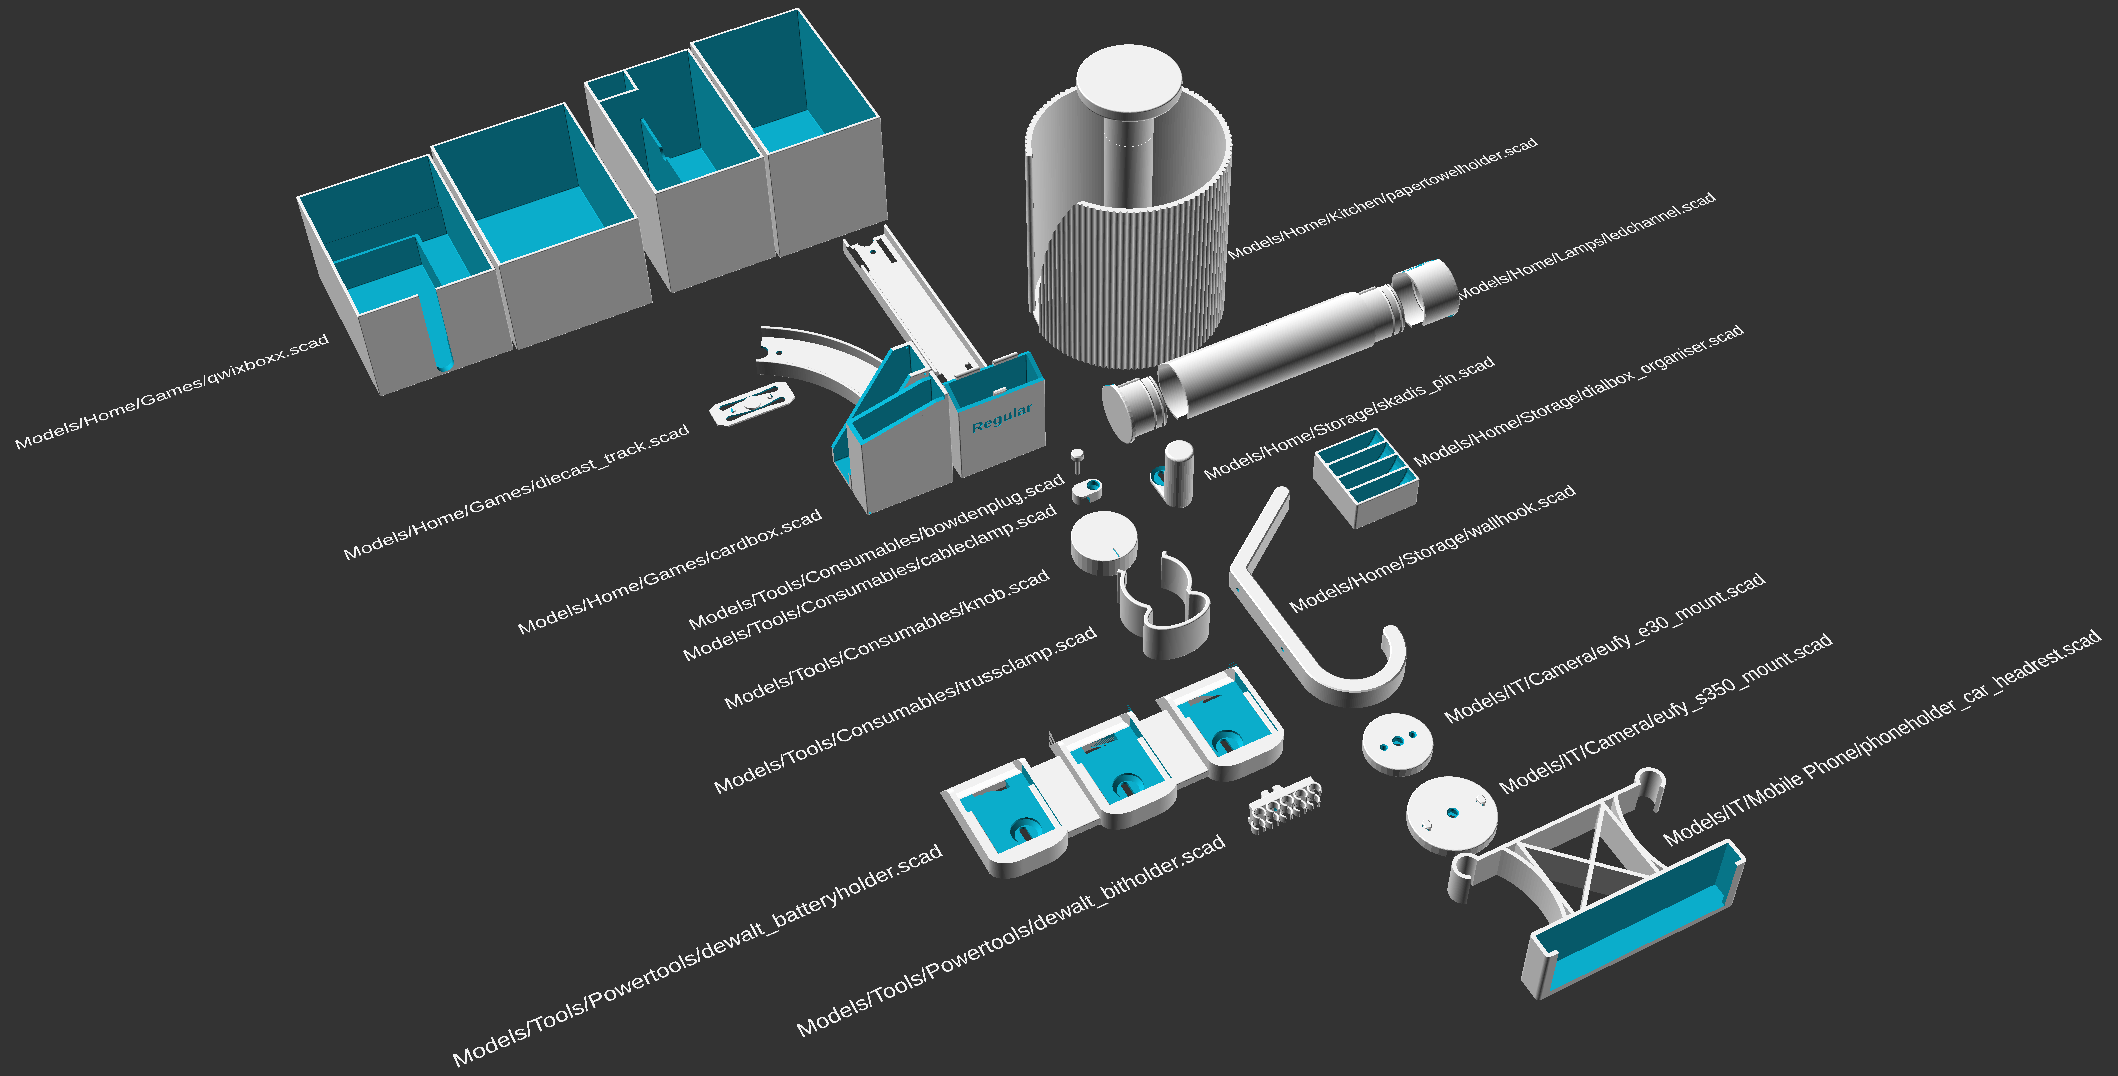 Models/Home/Kitchen/papertowelholder.scad
Models/Home/Lamps/ledchannel.scad
Models/Home/Games/qwixboxx.scad
Models/Home/Storage/dialbox_organiser.scad
Models/Home/Storage/skadis_pin.scad
Regular
Models/Home/Games/diecast_track.scad
Models/Home/Games/cardbox.scad
Models/Tools/Consumables/bowdenplug.scad
Models/Tools/Consumables/cableclamp.scad
Models/Home/Storage/wallhook.scad
Models/Tools/Consumables/knob.scad
Models/Tools/Consumables/trussclamp.scad
Models/IT/Camera/eufy_e30_mount.scad
Models/IT/Camera/eufy_s350_mount.scad
Models/IT/Mobile Phone/phoneholder_car_headrest.scad
Models/Tools/Powertools/dewalt_batteryholder.scad
Models/Tools/Powertools/dewalt_bitholder.scad